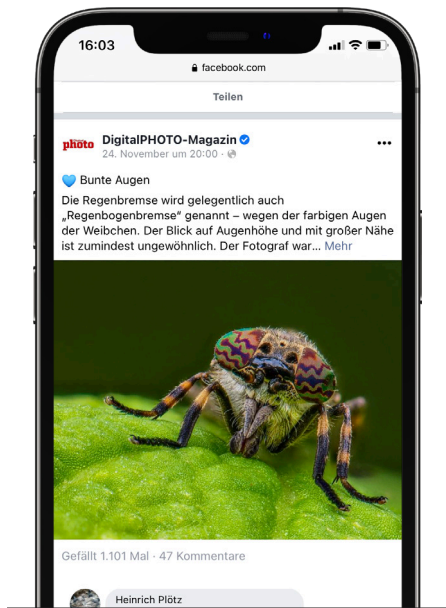 16:03
facebook.com
Teilen
photo
DigitalPHOTO-Magazin
24. November um 20:00 ·
Bunte Augen
Die Regenbremse wird gelegentlich auch
„Regenbogenbremse“ genannt – wegen der farbigen Augen
der Weibchen. Der Blick auf Augenhöhe und mit großer Nähe
ist zumindest ungewöhnlich. Der Fotograf war... Mehr
Gefällt 1.101 Mal · 47 Kommentare
Heinrich Plötz